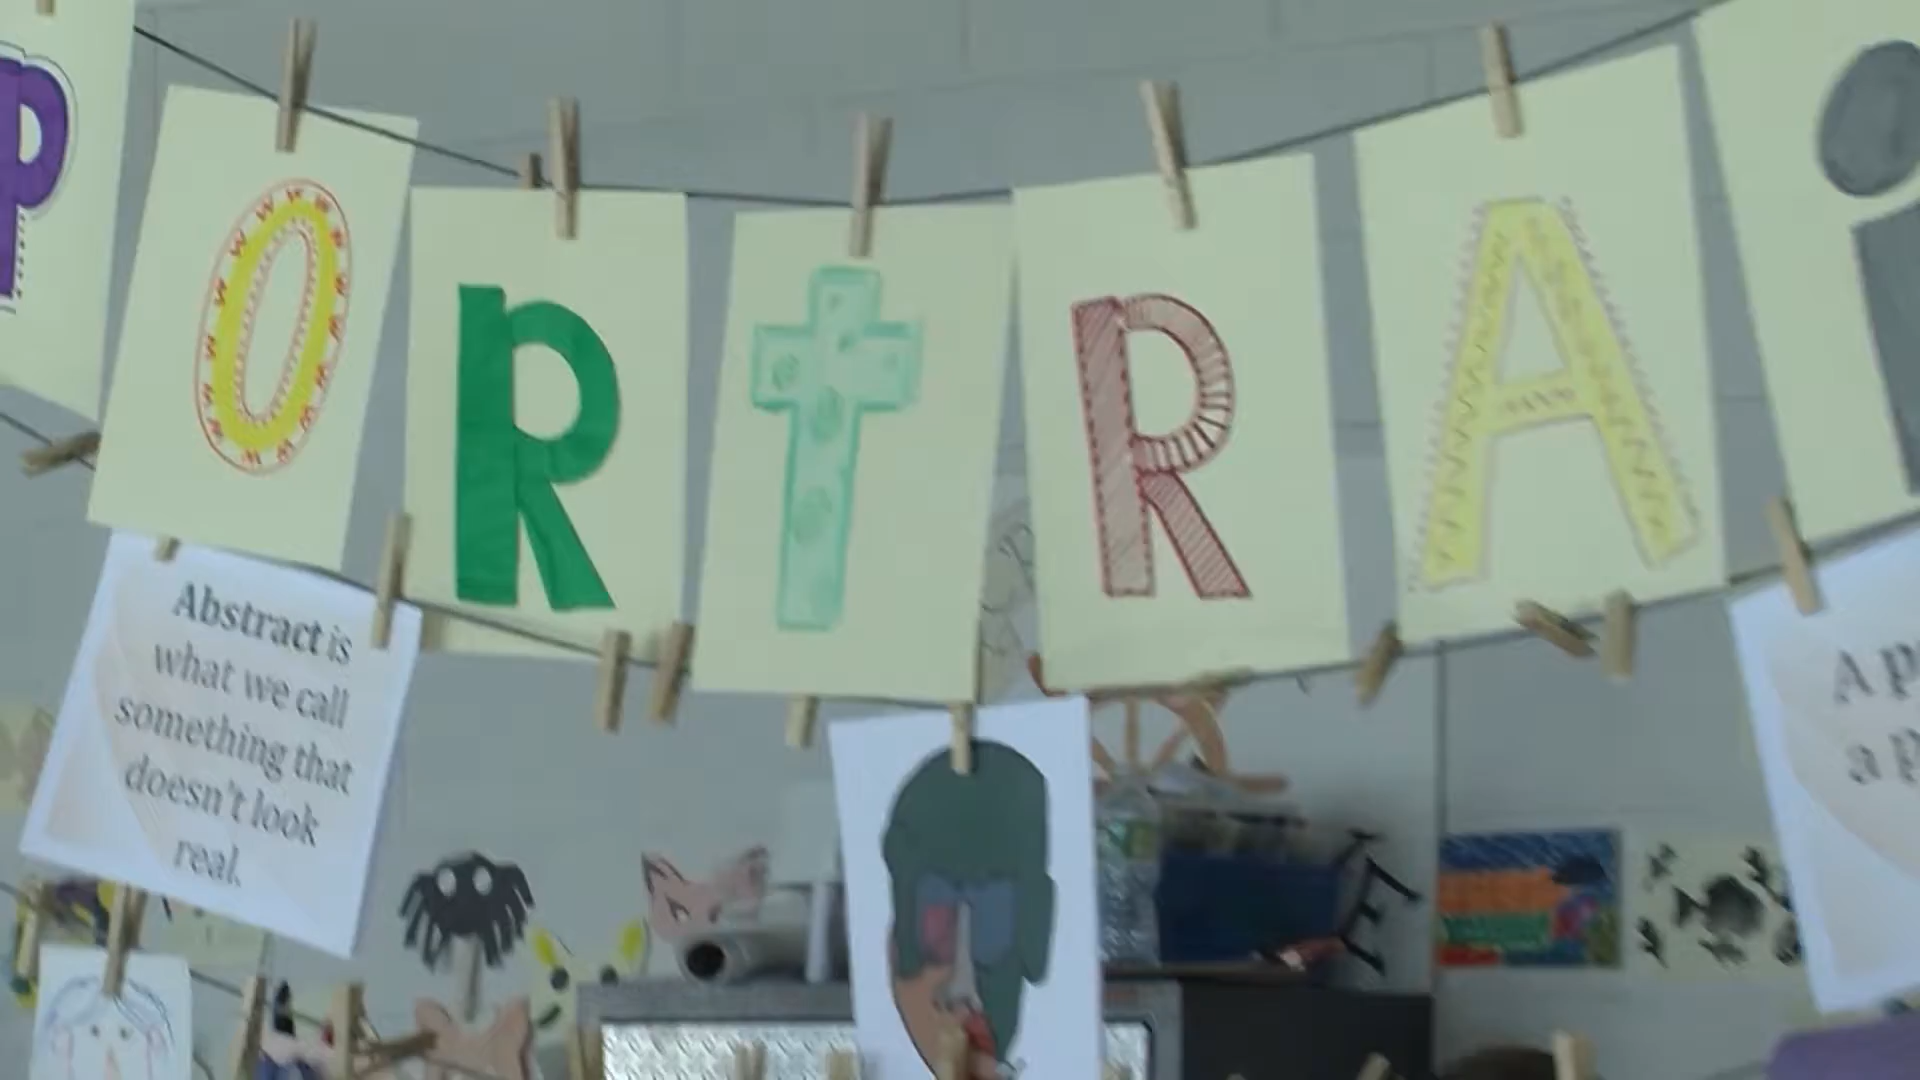 PORtRAi
Abstract is
what we call
something that
doesn't look
real.
A p
a p